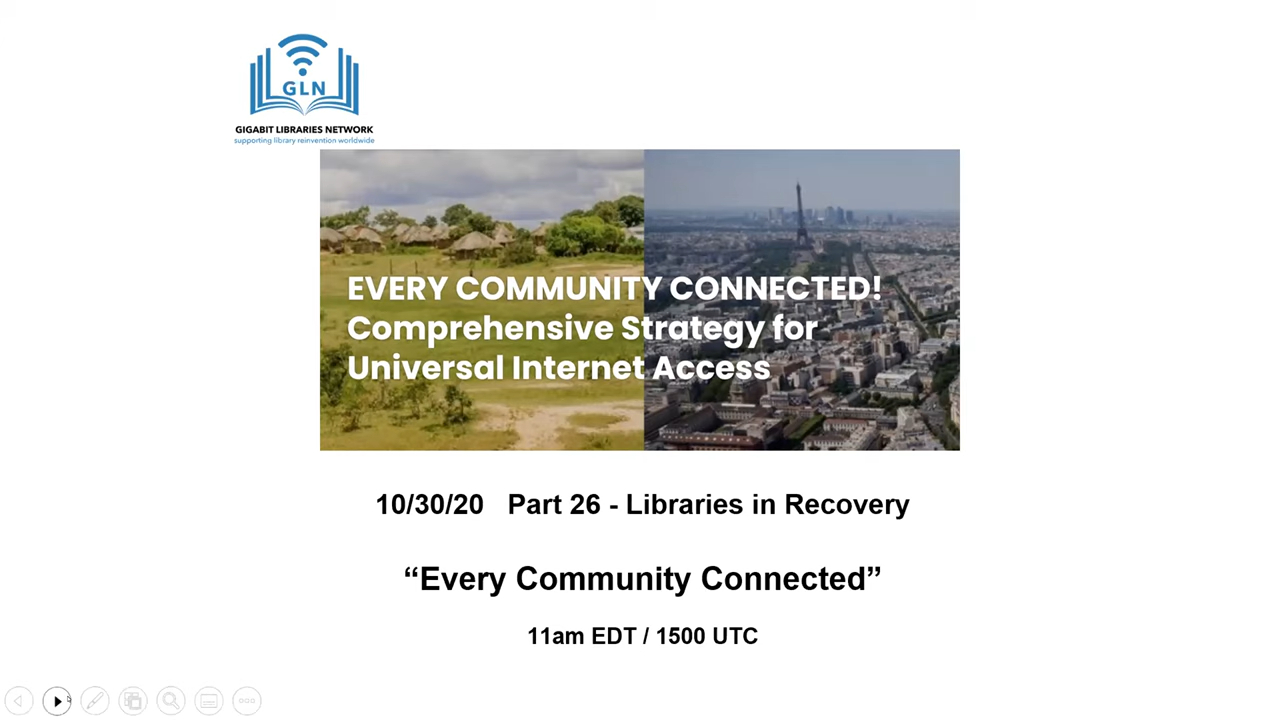 GLN
GIGABIT LIBRARIES NETWORK
supporting library reinvention worldwide
EVERY COMMUNITY CONNECTED!
Comprehensive Strategy for
Universal Internet Access
10/30/20 Part 26 - Libraries in Recovery
“Every Community Connected”
11am EDT / 1500 UTC